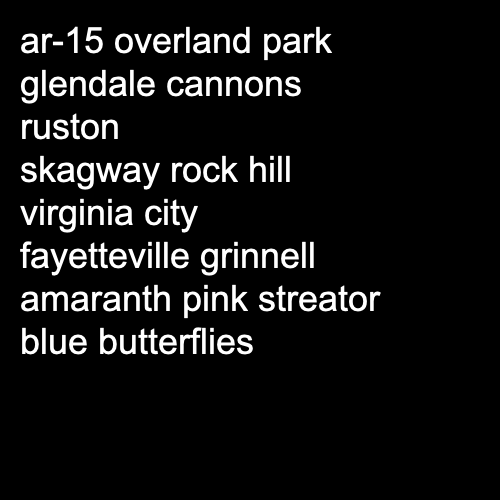 ar-15 overland park
glendale cannons
ruston
skagway rock hill
virginia city
fayetteville grinnell
amaranth pink streator
blue butterflies